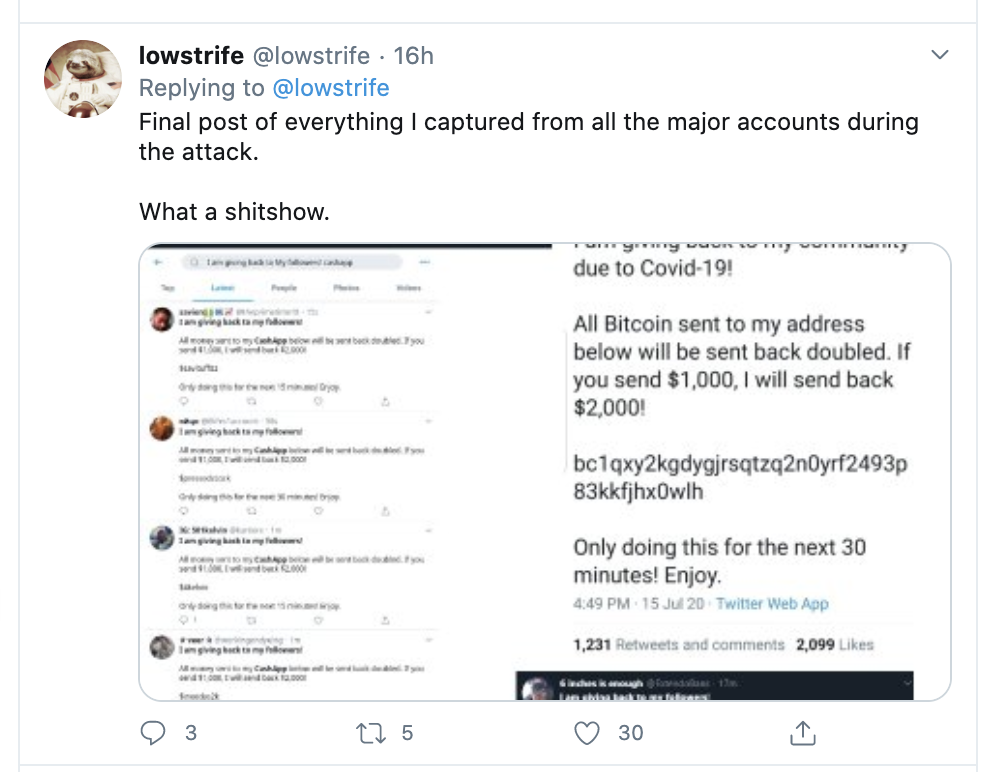 lowstrife @lowstrife · 16h
Replying to @lowstrife
Final post of everything I captured from all the major accounts during
the attack.
What a shitshow.
I am giving back to My followers! cashapp
Top Latest People Photos Videos
I am giving back to my followers!
All money sent to my CashApp below will be sent back doubled. If you
send $1,000, I will send back $2,000!
Only doing this for the next 15 minutes! Enjoy.
I am giving back to my followers!
All money sent to my CashApp below will be sent back doubled. If you
send $1,000, I will send back $2,000!
Only doing this for the next 30 minutes! Enjoy.
I am giving back to my followers!
All money sent to my CashApp below will be sent back doubled. If you
send $1,000, I will send back $2,000!
Only doing this for the next 15 minutes! Enjoy.
I am giving back to my followers!
All money sent to my CashApp below will be sent back doubled. If you
send $1,000, I will send back $2,000!
I am giving back to my community
due to Covid-19!
All Bitcoin sent to my address
below will be sent back doubled. If
you send $1,000, I will send back
$2,000!
bc1qxy2kgdygjrsqtzq2n0yrf2493p
83kkfjhx0wlh
Only doing this for the next 30
minutes! Enjoy.
4:49 PM · 15 Jul 20 · Twitter Web App
1,231 Retweets and comments 2,099 Likes
6 inches is enough · 17m
I am giving back to my followers!
3 5 30